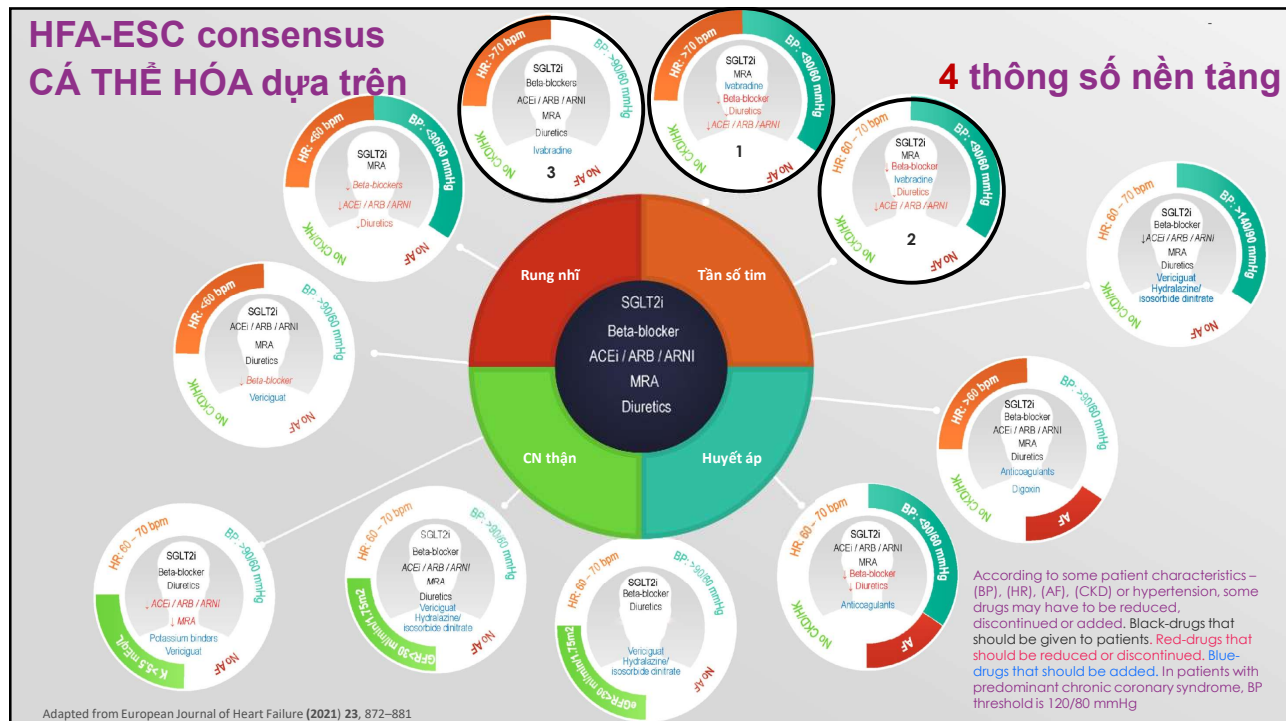 HFA-ESC consensus
CÁ THỂ HÓA dựa trên
4 thông số nền tảng
HR: >70 bpm
BP: >90/60 mmHg
SGLT2i
Beta-blockers
ACEi / ARB / ARNI
MRA
Diuretics
Ivabradine
3
No CKD/HK
No AF
HR: >70 bpm
BP: <90/60 mmHg
SGLT2i
MRA
Ivabradine
↓ Beta-blocker
↓ Diuretics
↓ ACEi / ARB / ARNI
1
No CKD/HK
No AF
HR: 60 – 70 bpm
BP: <90/60 mmHg
SGLT2i
MRA
↓ Beta-blocker
Ivabradine
↓ Diuretics
↓ ACEi / ARB / ARNI
2
No CKD/HK
No AF
HR: <60 bpm
BP: <90/60 mmHg
SGLT2i
MRA
↓ Beta-blockers
↓ ACEi / ARB / ARNI
↓ Diuretics
No CKD/HK
No AF
HR: 60 – 70 bpm
BP: >140/90 mmHg
SGLT2i
Beta-blocker
↓ACEi / ARB / ARNI
MRA
Diuretics
Vericiguat
Hydralazine/
isosorbide dinitrate
No CKD/HK
No AF
Rung nhĩ
Tần số tim
CN thận
Huyết áp
SGLT2i
Beta-blocker
ACEi / ARB / ARNI
MRA
Diuretics
HR: <60 bpm
BP: >90/60 mmHg
SGLT2i
ACEi / ARB / ARNI
MRA
Diuretics
↓ Beta-blocker
Vericiguat
No CKD/HK
No AF
HR: >60 bpm
BP: >90/60 mmHg
SGLT2i
Beta-blocker
ACEi / ARB / ARNI
MRA
Diuretics
Anticoagulants
Digoxin
No CKD/HK
AF
HR: 60 – 70 bpm
BP: >90/60 mmHg
SGLT2i
Beta-blocker
Diuretics
↓ ACEi / ARB / ARNI
↓ MRA
Potassium binders
Vericiguat
K: >5.5 mEq/L
No AF
HR: 60 – 70 bpm
BP: >90/60 mmHg
SGLT2i
Beta-blocker
ACEi / ARB / ARNI
MRA
Diuretics
Vericiguat
Hydralazine/
isosorbide dinitrate
GFR>30 ml/min/1.75m2
No AF
HR: 60 – 70 bpm
BP: >90/60 mmHg
SGLT2i
Beta-blocker
Diuretics
Vericiguat
Hydralazine/
isosorbide dinitrate
eGFR<30 ml/min/1.75m2
No AF
HR: 60 – 70 bpm
BP: <90/60 mmHg
SGLT2i
ACEi / ARB / ARNI
MRA
↓ Beta-blocker
↓ Diuretics
Anticoagulants
No CKD/HK
AF
According to some patient characteristics –
(BP), (HR), (AF), (CKD) or hypertension, some
drugs may have to be reduced,
discontinued or added. Black-drugs that
should be given to patients. Red-drugs that
should be reduced or discontinued. Blue-
drugs that should be added. In patients with
predominant chronic coronary syndrome, BP
threshold is 120/80 mmHg
Adapted from European Journal of Heart Failure (2021) 23, 872–881